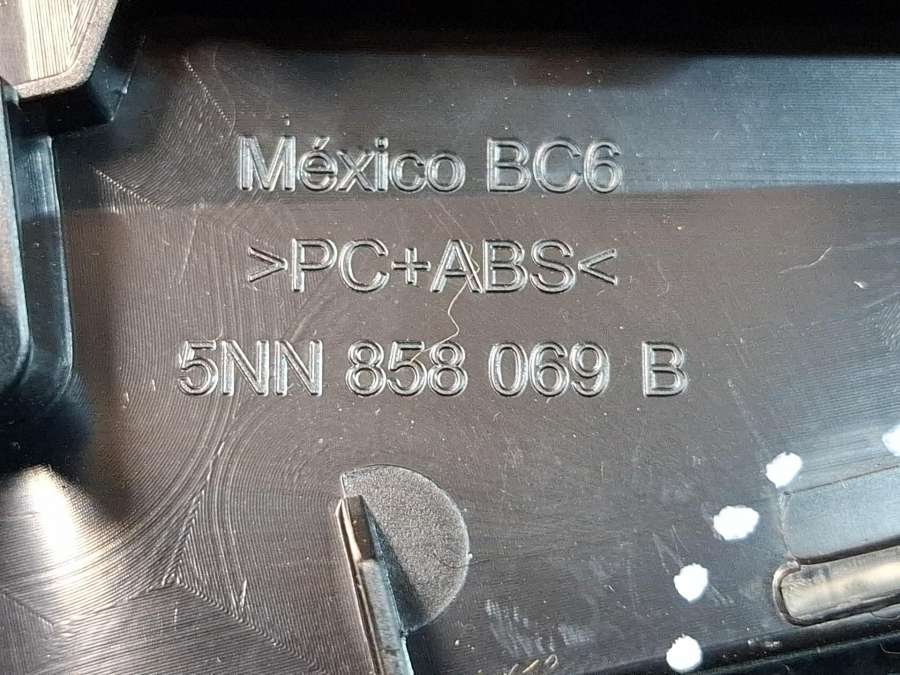 México BC6
>PC+ABS<
5NN 858 069 B